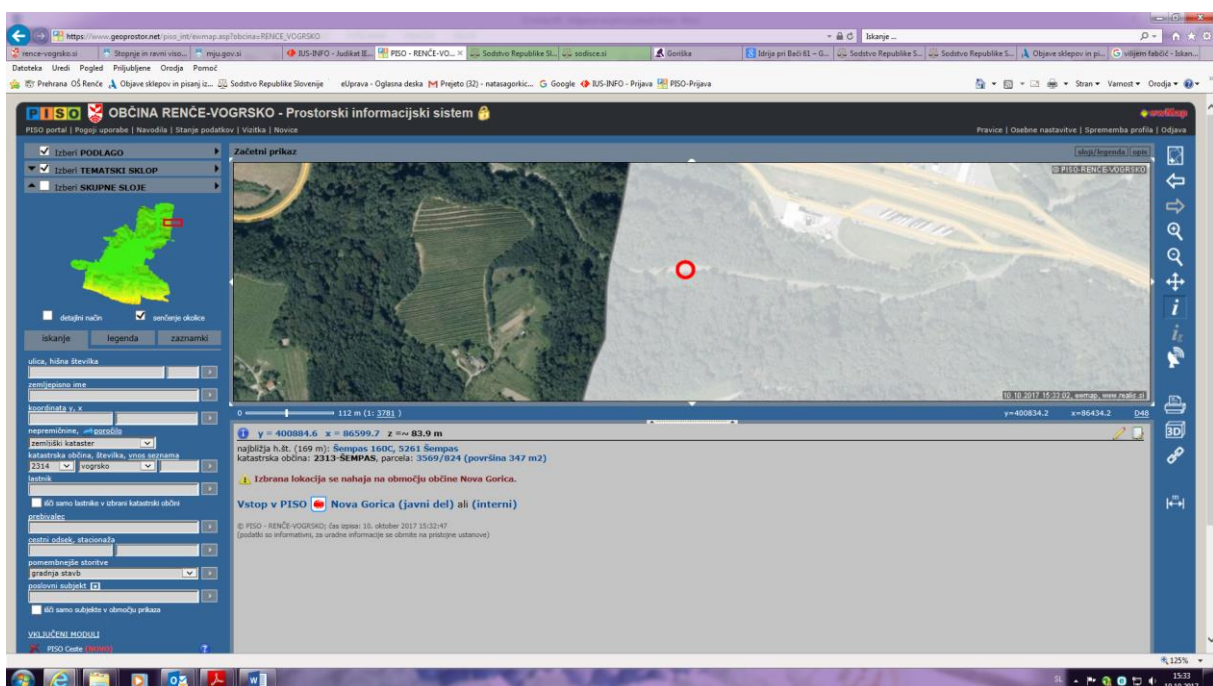 https://www.geoprostor.net/piso_int/ewmap.asp?obcina=RENCE_VOGRSKO
Iskanje ...
rence-vogrsko.si
Stopnje in ravni viso...
mju.gov.si
IUS-INFO - Judikat II...
PISO - RENČE-VO...
Sodstvo Republike Sl...
sodisce.si
Goriška
Idrija pri Bači 61 – G...
Sodstvo Republike S...
Sodstvo Republike S...
Objave sklepov in pi...
vilijem fabčič - Iskan...
Datoteka Uredi Pogled Priljubljene Orodja Pomoč
Prehrana OŠ Renče
Objave sklepov in pisanj iz...
Sodstvo Republike Slovenije
eUprava - Oglasna deska
Prejeto (32) - natasagorkic...
Google
IUS-INFO - Prijava
PISO-Prijava
Stran Varnost Orodja
PISO OBČINA RENČE-VOGRSKO - Prostorski informacijski sistem
ewMap
PISO portal | Pogoji uporabe | Navodila | Stanje podatkov | Vizitka | Novice
Pravice | Osebne nastavitve | Sprememba profila | Odjava
Izberi PODLAGO
Izberi TEMATSKI SKLOP
Izberi SKUPNE SLOJE
Začetni prikaz
sloji/legenda opis
© PISO-RENČE-VOGRSKO
detajlni način
senčenje okolice
iskanje legenda zaznamki
ulica, hišna številka
zemljepisno ime
koordinata y, x
nepremičnine, poročilo
zemljiški kataster
katastrska občina, številka, vnos seznama
2314 vogrsko
lastnik
išči samo lastnike v izbrani katastrski občini
prebivalec
cestni odsek, stacionaža
pomembnejše storitve
gradnja stavb
poslovni subjekt
išči samo subjekte v območju prikaza
VKLJUČENI MODULI
PISO Ceste (NOVO)
10.10.2017 15:33:02, ewmap, www.realis.si
0 112 m (1: 3781 )
y=400834.2 x=86434.2 D48
y = 400884.6 x = 86599.7 z =~ 83.9 m
najbližja h.št. (169 m): Šempas 160C, 5261 Šempas
katastrska občina: 2313-ŠEMPAS, parcela: 3569/824 (površina 347 m2)
Izbrana lokacija se nahaja na območju občine Nova Gorica.
Vstop v PISO Nova Gorica (javni del) ali (interni)
© PISO - RENČE-VOGRSKO; čas izpisa: 10. oktober 2017 15:32:47
(podatki so informativni, za uradne informacije se obrnite na pristojne ustanove)
3D
125%
SL
15:33
10.10.2017